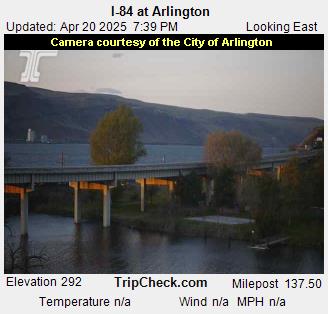 I-84 at Arlington
Updated: Apr 20 2025 7:39 PM Looking East
Camera courtesy of the City of Arlington
Elevation 292 TripCheck.com Milepost 137.50
Temperature n/a Wind n/a MPH n/a